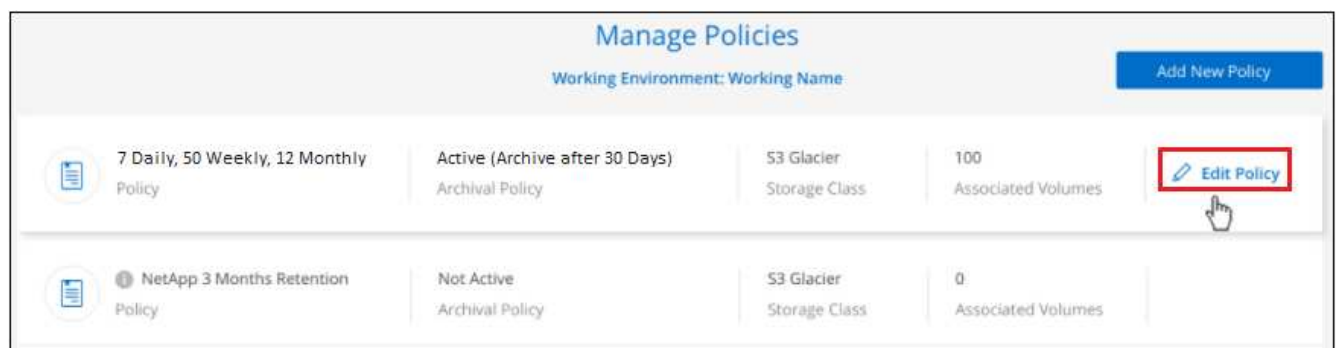 Manage Policies
Working Environment: Working Name
Add New Policy
7 Daily, 50 Weekly, 12 Monthly
Policy
Active (Archive after 30 Days)
Archival Policy
S3 Glacier
Storage Class
100
Associated Volumes
Edit Policy
NetApp 3 Months Retention
Policy
Not Active
Archival Policy
S3 Glacier
Storage Class
0
Associated Volumes